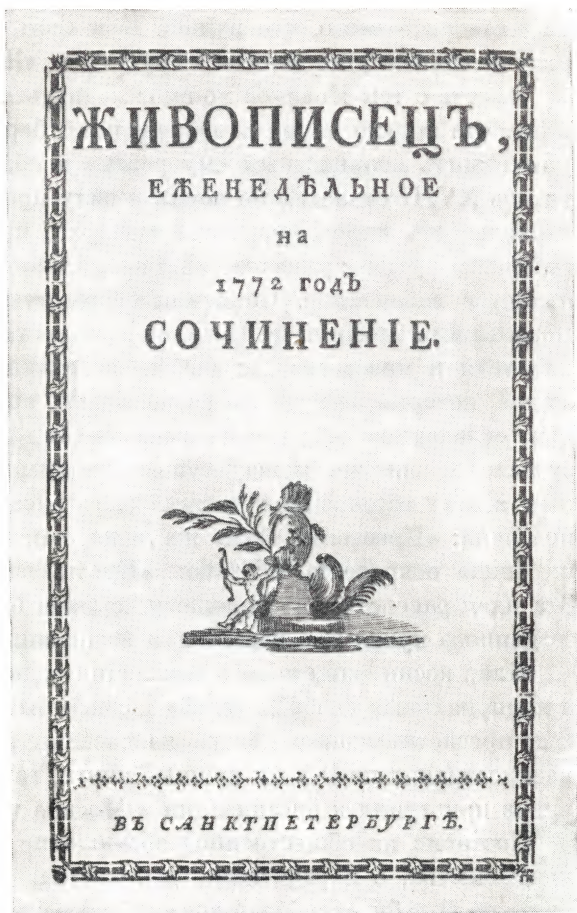 ЖИВОПИСЕЦЪ,
ЕЖЕНЕДѢЛЬНОЕ
на
1772 годъ
СОЧИНЕНІЕ.
ВЪ САНКТПЕТЕРБУРГѢ.